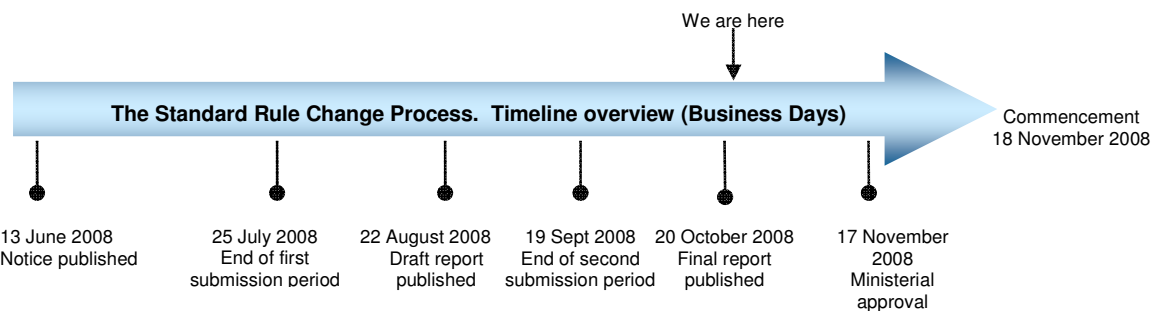 We are here
The Standard Rule Change Process. Timeline overview (Business Days)
Commencement
18 November 2008
13 June 2008
Notice published
25 July 2008
End of first
submission period
22 August 2008
Draft report
published
19 Sept 2008
End of second
submission period
20 October 2008
Final report
published
17 November
2008
Ministerial
approval